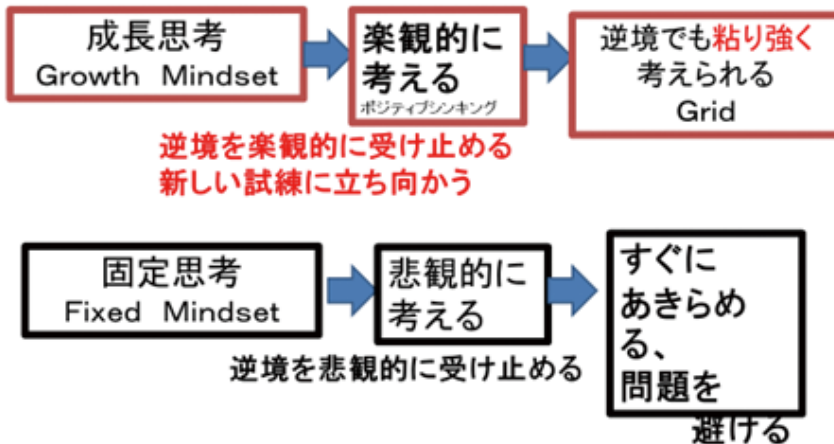 成長思考
Growth Mindset
楽観的に
考える
ポジティブシンキング
逆境でも粘り強く
考えられる
Grid
逆境を楽観的に受け止める
新しい試練に立ち向かう
固定思考
Fixed Mindset
悲観的に
考える
すぐに
あきらめ
る、
問題を
避ける
逆境を悲観的に受け止める